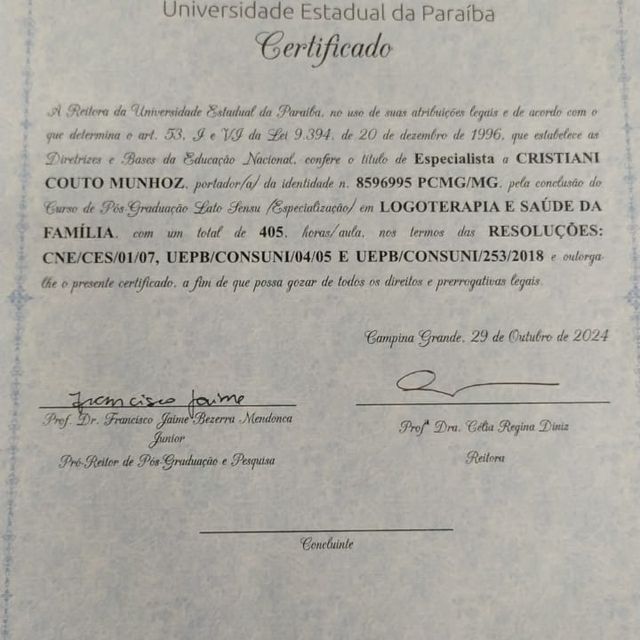 Universidade Estadual da Paraíba
Certificado
A Reitora da Universidade Estadual da Paraíba, no uso de suas atribuições legais e de acordo com o
que determina o art. 53, I e VI da Lei 9.394, de 20 de dezembro de 1996, que estabelece as
Diretrizes e Bases da Educação Nacional, confere o título de Especialista a CRISTIANI
COUTO MUNHOZ, portador/a/ da identidade n. 8596995 PCMG/MG, pela conclusão do
Curso de Pós-Graduação Lato Sensu /Especialização/ em LOGOTERAPIA E SAÚDE DA
FAMÍLIA, com um total de 405, horas/aula, nos termos das RESOLUÇÕES:
CNE/CES/01/07, UEPB/CONSUNI/04/05 E UEPB/CONSUNI/253/2018 e outorga-
lhe o presente certificado, a fim de que possa gozar de todos os direitos e prerrogativas legais.
Campina Grande, 29 de Outubro de 2024
Francisco Jaime
Prof. Dr. Francisco Jaime Bezerra Mendonca
Junior
Pró-Reitor de Pós-Graduação e Pesquisa
Profª Dra. Célia Regina Diniz
Reitora
Concluinte